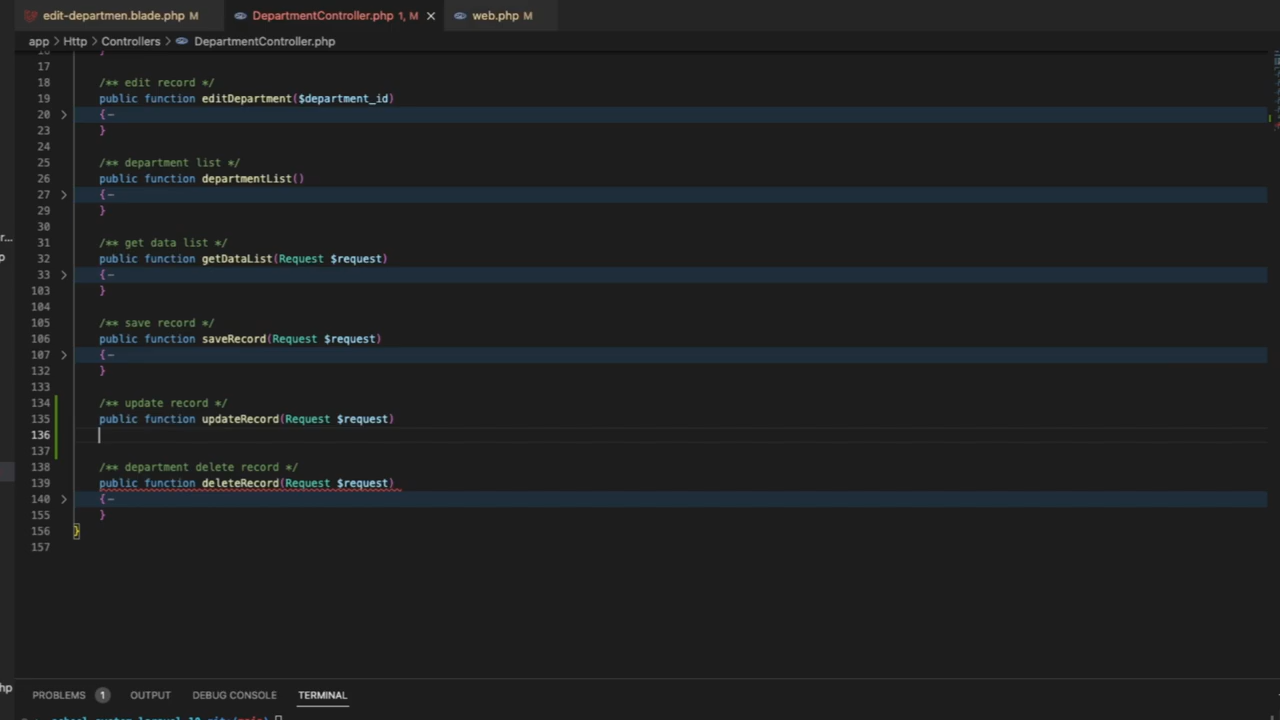 edit-departmen.blade.php M DepartmentController.php 1, M web.php M
app > Http > Controllers > DepartmentController.php
17
18 /** edit record */
19 public function editDepartment($department_id)
20 {
23 }
24
25 /** department list */
26 public function departmentList()
27 {
29 }
30
31 /** get data list */
32 public function getDataList(Request $request)
33 {
103 }
104
105 /** save record */
106 public function saveRecord(Request $request)
107 {
132 }
133
134 /** update record */
135 public function updateRecord(Request $request)
136
137
138 /** department delete record */
139 public function deleteRecord(Request $request)
140 {
155 }
156 }
157
PROBLEMS 1 OUTPUT DEBUG CONSOLE TERMINAL